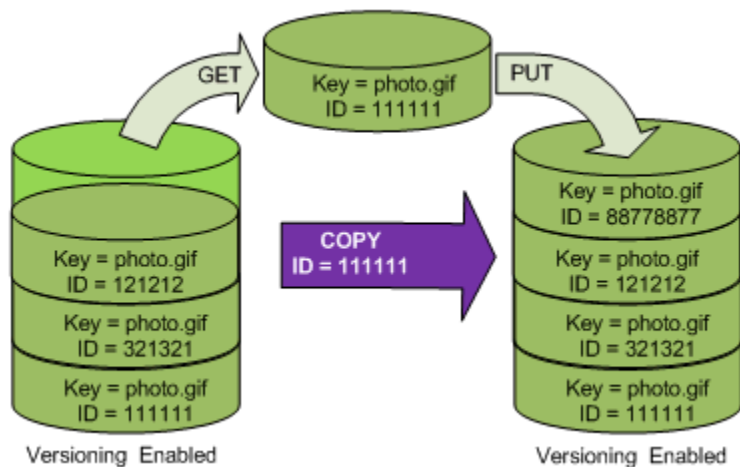 GET
Key = photo.gif
ID = 111111
PUT
Key = photo.gif
ID = 121212
Key = photo.gif
ID = 321321
Key = photo.gif
ID = 111111
Versioning Enabled
COPY
ID = 111111
Key = photo.gif
ID = 88778877
Key = photo.gif
ID = 121212
Key = photo.gif
ID = 321321
Key = photo.gif
ID = 111111
Versioning Enabled